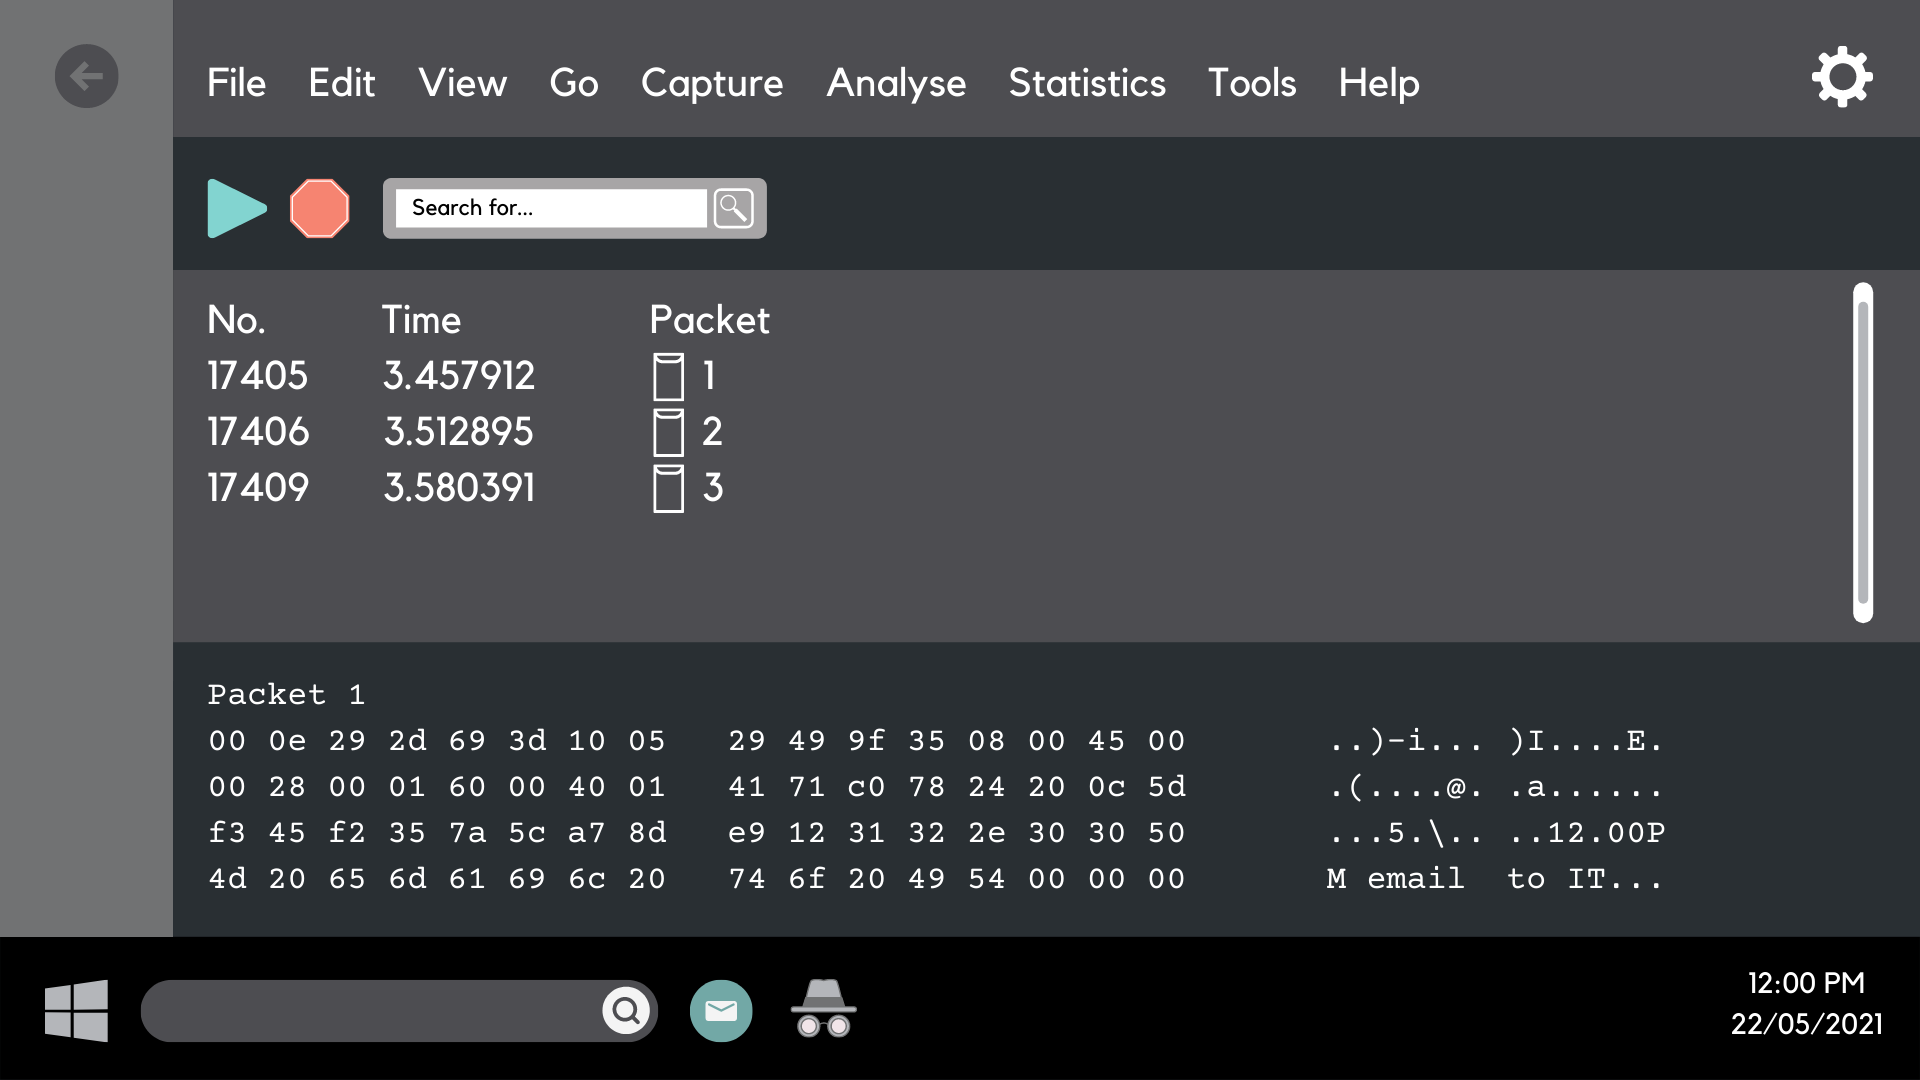 File Edit View Go Capture Analyse Statistics Tools Help
Search for...
No. Time Packet
17405 3.457912 1
17406 3.512895 2
17409 3.580391 3
Packet 1
00 0e 29 2d 69 3d 10 05 29 49 9f 35 08 00 45 00 ..)-i... )I....E.
00 28 00 01 60 00 40 01 41 71 c0 78 24 20 0c 5d .(....@. .a......
f3 45 f2 35 7a 5c a7 8d e9 12 31 32 2e 30 30 50 ...5.\.. ..12.00P
4d 20 65 6d 61 69 6c 20 74 6f 20 49 54 00 00 00 M email to IT...
12:00 PM
22/05/2021